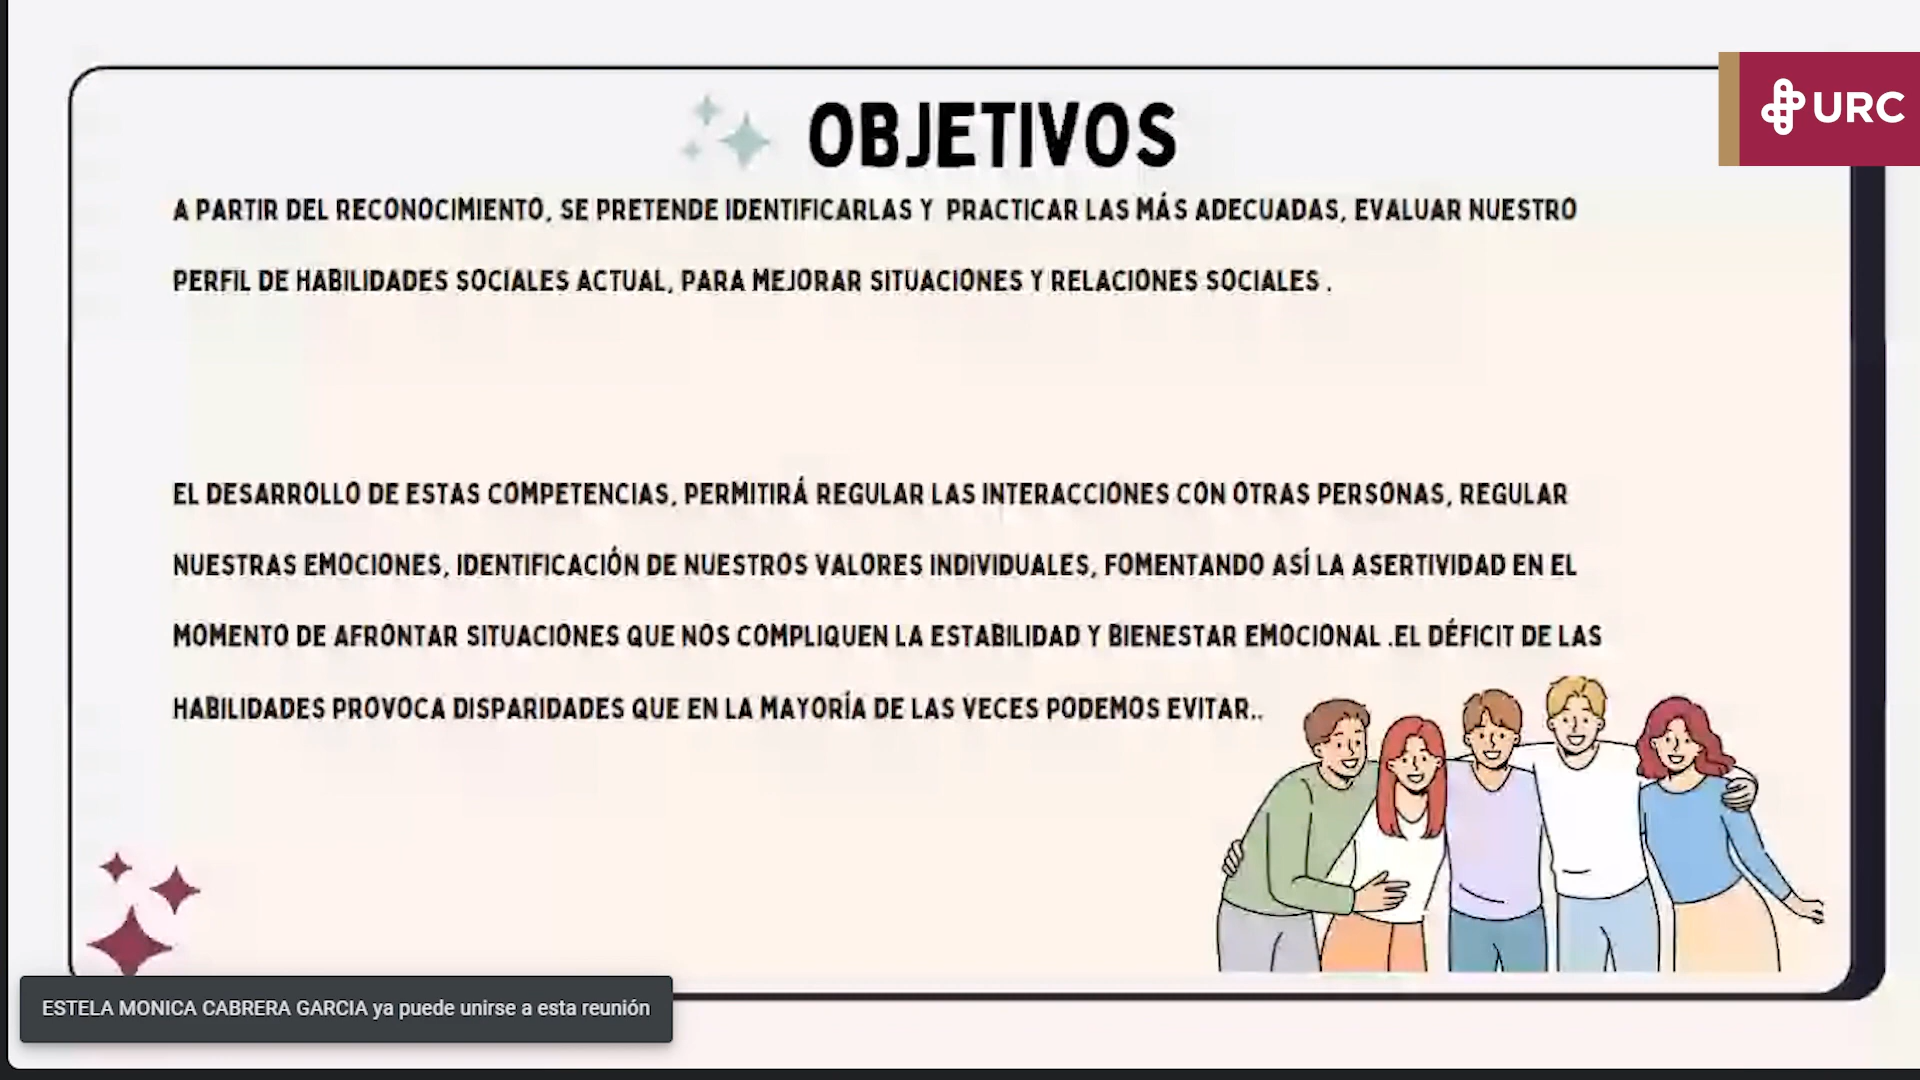 URC
OBJETIVOS
A PARTIR DEL RECONOCIMIENTO, SE PRETENDE IDENTIFICARLAS Y PRACTICAR LAS MÁS ADECUADAS, EVALUAR NUESTRO
PERFIL DE HABILIDADES SOCIALES ACTUAL, PARA MEJORAR SITUACIONES Y RELACIONES SOCIALES .
EL DESARROLLO DE ESTAS COMPETENCIAS, PERMITIRÁ REGULAR LAS INTERACCIONES CON OTRAS PERSONAS, REGULAR
NUESTRAS EMOCIONES, IDENTIFICACIÓN DE NUESTROS VALORES INDIVIDUALES, FOMENTANDO ASÍ LA ASERTIVIDAD EN EL
MOMENTO DE AFRONTAR SITUACIONES QUE NOS COMPLIQUEN LA ESTABILIDAD Y BIENESTAR EMOCIONAL .EL DÉFICIT DE LAS
HABILIDADES PROVOCA DISPARIDADES QUE EN LA MAYORÍA DE LAS VECES PODEMOS EVITAR..
ESTELA MONICA CABRERA GARCIA ya puede unirse a esta reunión